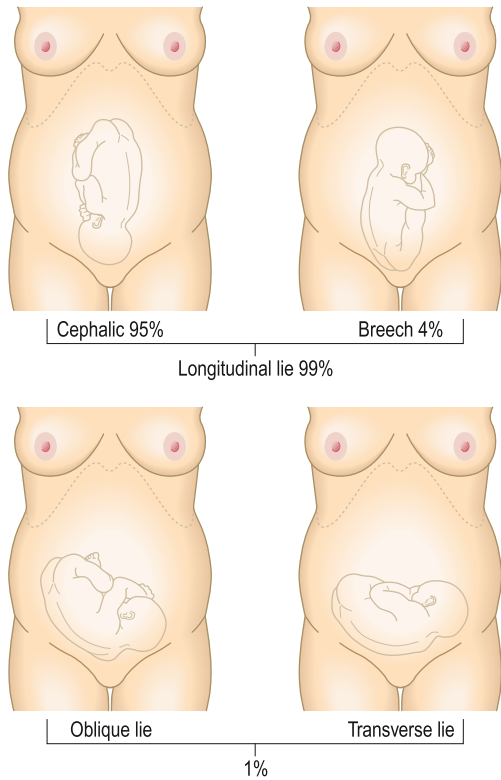 Cephalic 95%
Breech 4%
Longitudinal lie 99%
Oblique lie
Transverse lie
1%